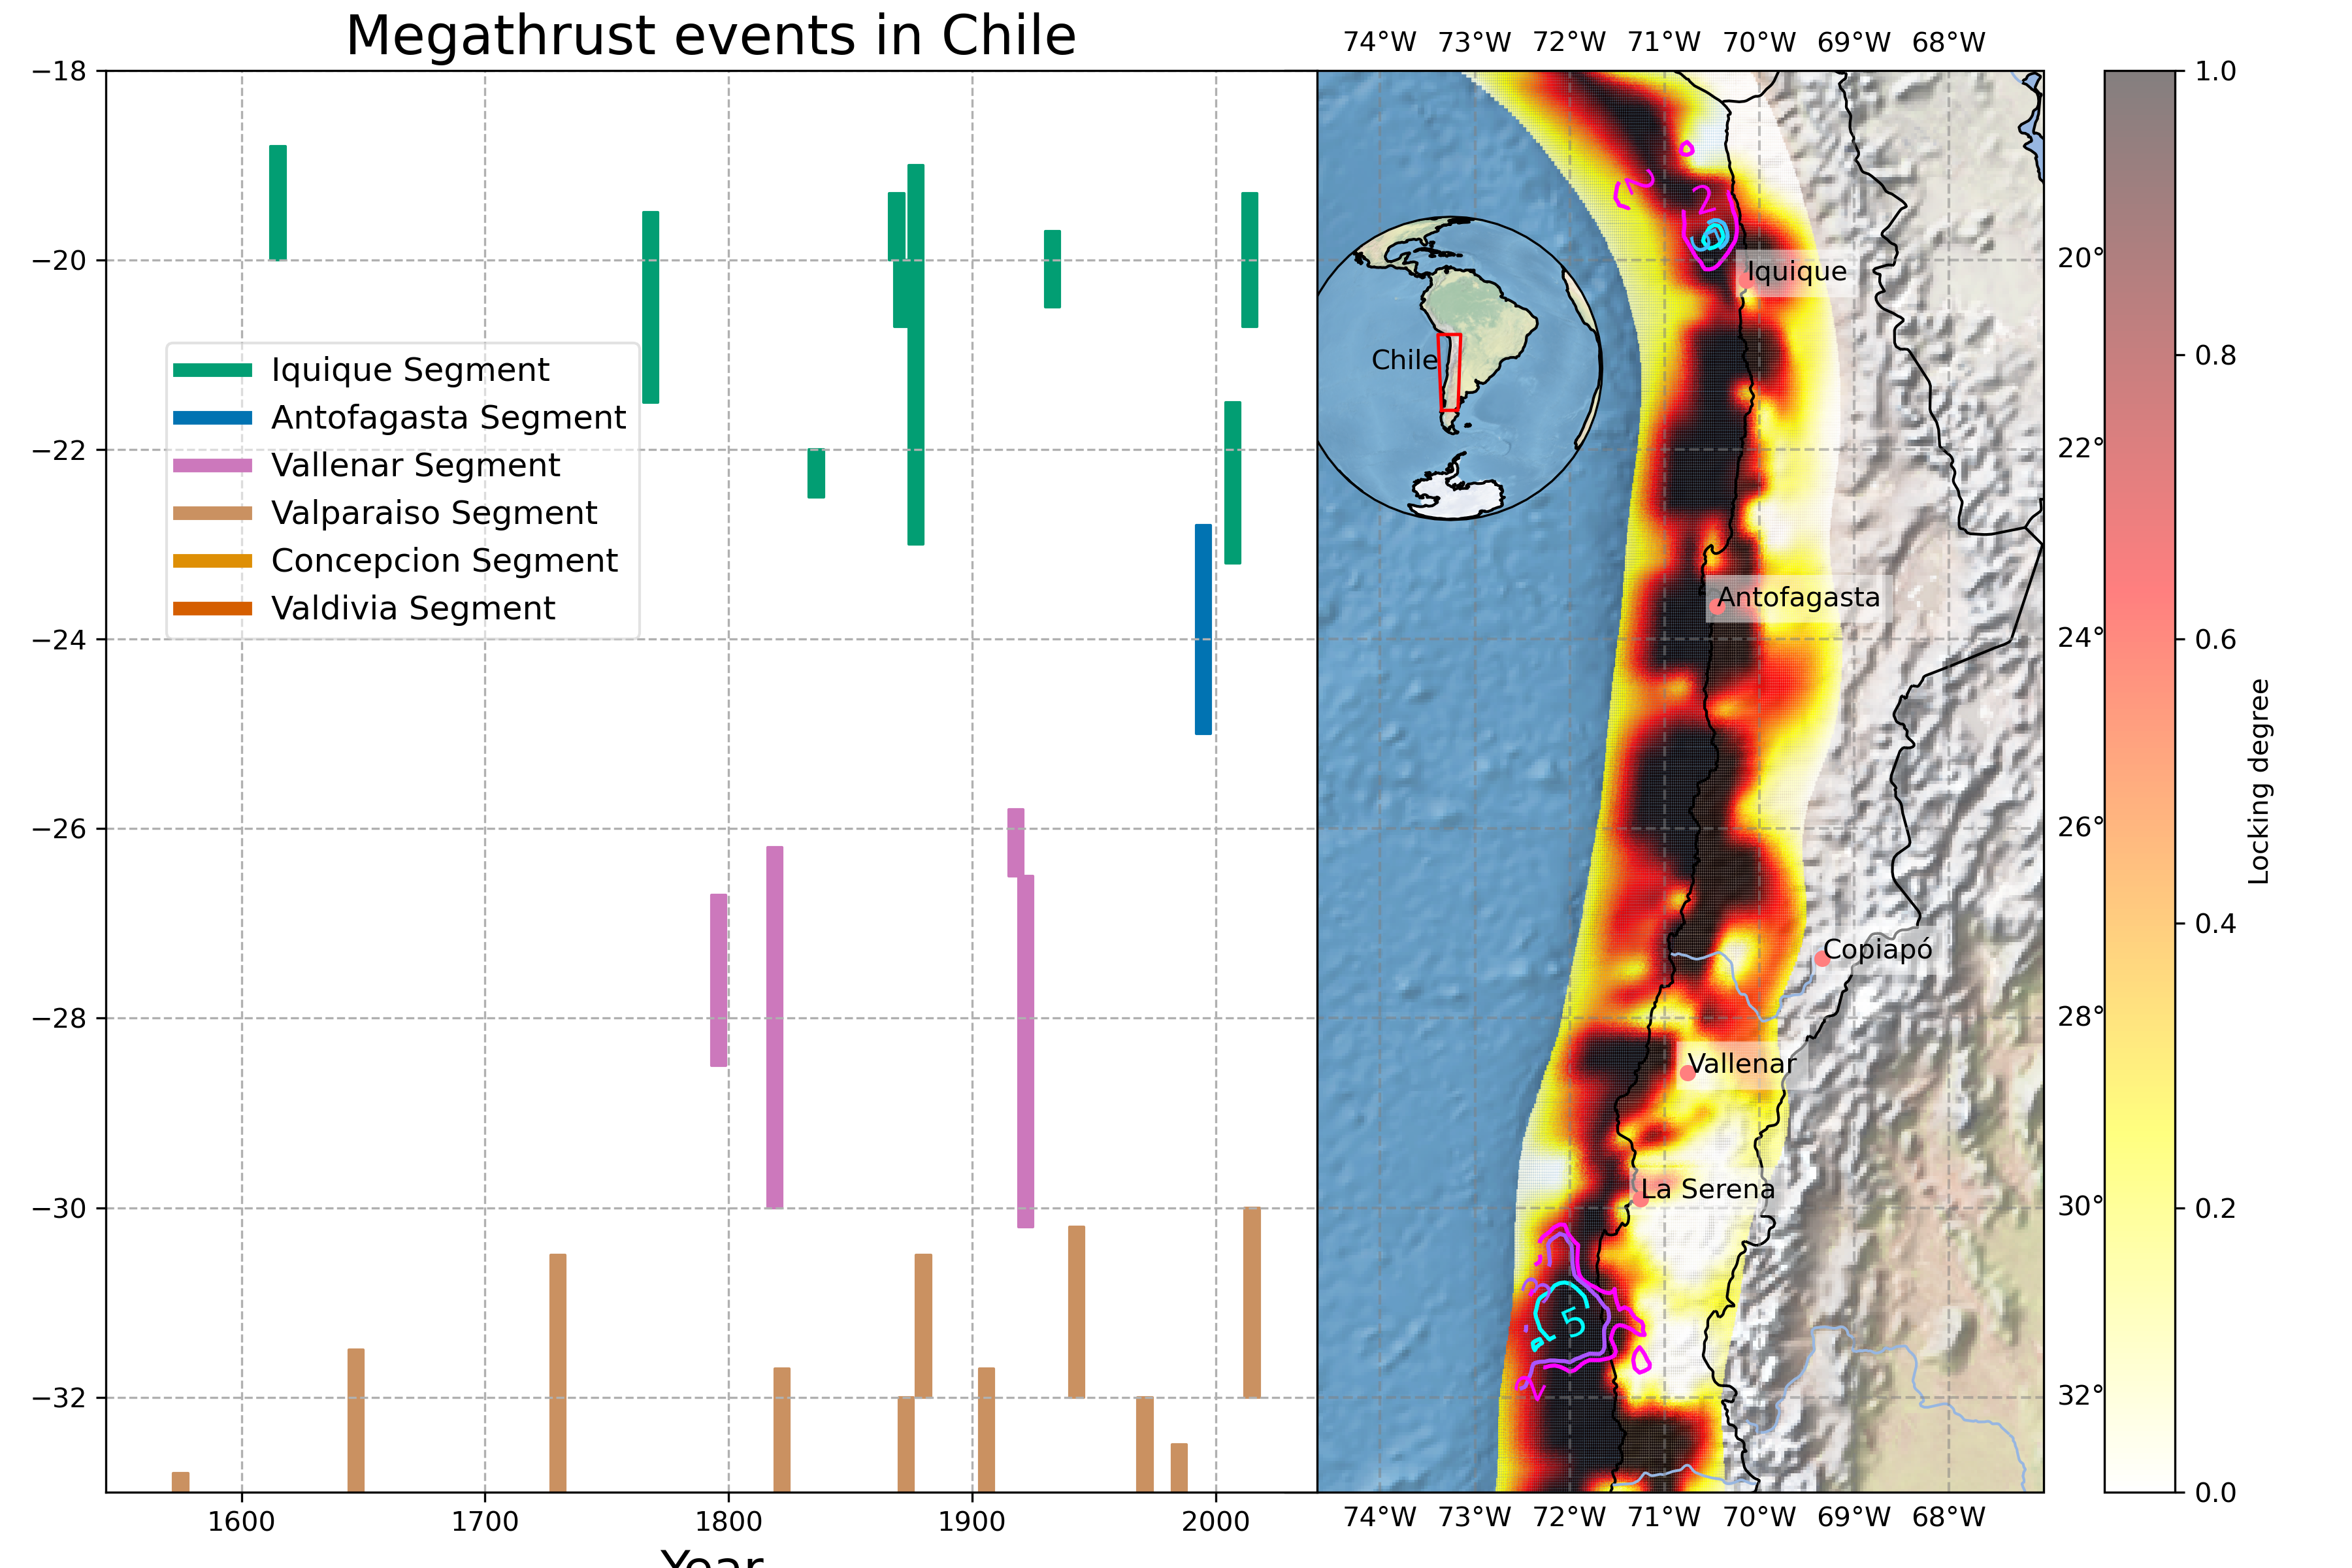 Megathrust events in Chile
−18
−20
−22
−24
−26
−28
−30
−32
Iquique Segment
Antofagasta Segment
Vallenar Segment
Valparaiso Segment
Concepcion Segment
Valdivia Segment
1600 1700 1800 1900 2000
Year
74°W 73°W 72°W 71°W 70°W 69°W 68°W
2
2
Iquique
Chile
Antofagasta
Copiapó
Vallenar
La Serena
3
5
2
20°
22°
24°
26°
28°
30°
32°
74°W 73°W 72°W 71°W 70°W 69°W 68°W
1.0
0.8
0.6
0.4
0.2
0.0
Locking degree